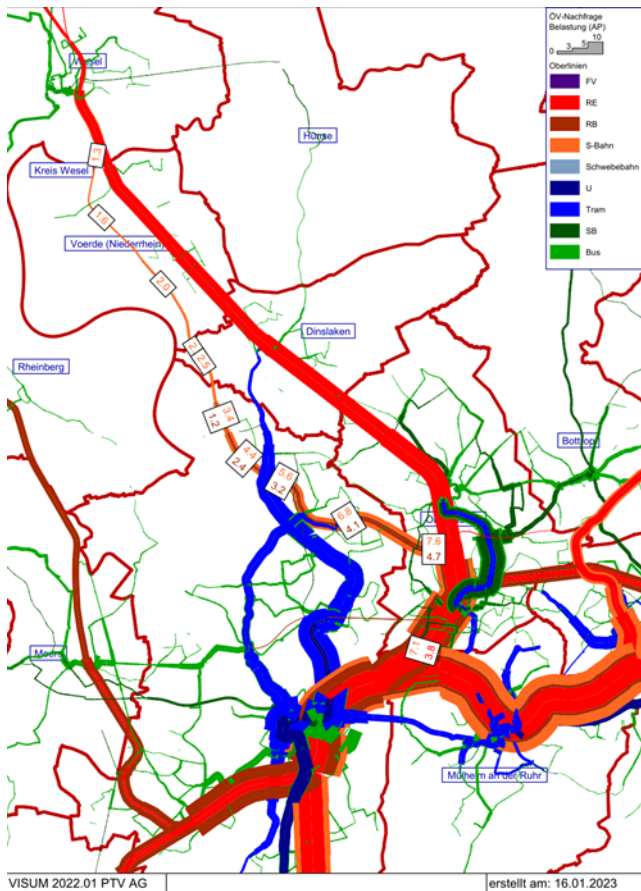 ÖV-Nachfrage
Belastung (AP)
0 3 5 10
Oberlinien
FV
RE
RB
S-Bahn
Schwebebahn
U
Tram
SB
Bus
Wesel
Hünxe
1.3
Kreis Wesel
1.6
Voerde (Niederrhein)
2.0
Dinslaken
2.5
Rheinberg
3.4
1.2
Bottrop
4.4
2.4
5.6
3.2
6.8
4.1
7.6
4.7
7.1
3.8
Moers
Mülheim an der Ruhr
VISUM 2022.01 PTV AG
erstellt am: 16.01.2023